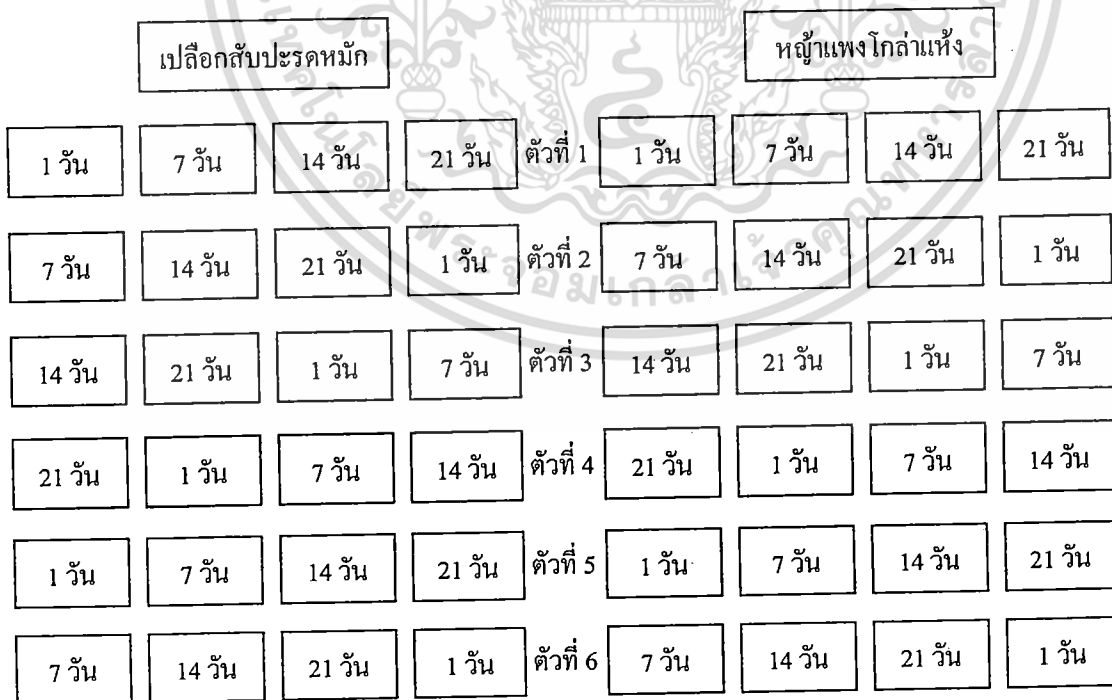 เปลือกสับปะรดหมัก หญ้าแพงโกล่าแห้ง
1 วัน 7 วัน 14 วัน 21 วัน ตัวที่ 1 1 วัน 7 วัน 14 วัน 21 วัน
7 วัน 14 วัน 21 วัน 1 วัน ตัวที่ 2 7 วัน 14 วัน 21 วัน 1 วัน
14 วัน 21 วัน 1 วัน 7 วัน ตัวที่ 3 14 วัน 21 วัน 1 วัน 7 วัน
21 วัน 1 วัน 7 วัน 14 วัน ตัวที่ 4 21 วัน 1 วัน 7 วัน 14 วัน
1 วัน 7 วัน 14 วัน 21 วัน ตัวที่ 5 1 วัน 7 วัน 14 วัน 21 วัน
7 วัน 14 วัน 21 วัน 1 วัน ตัวที่ 6 7 วัน 14 วัน 21 วัน 1 วัน